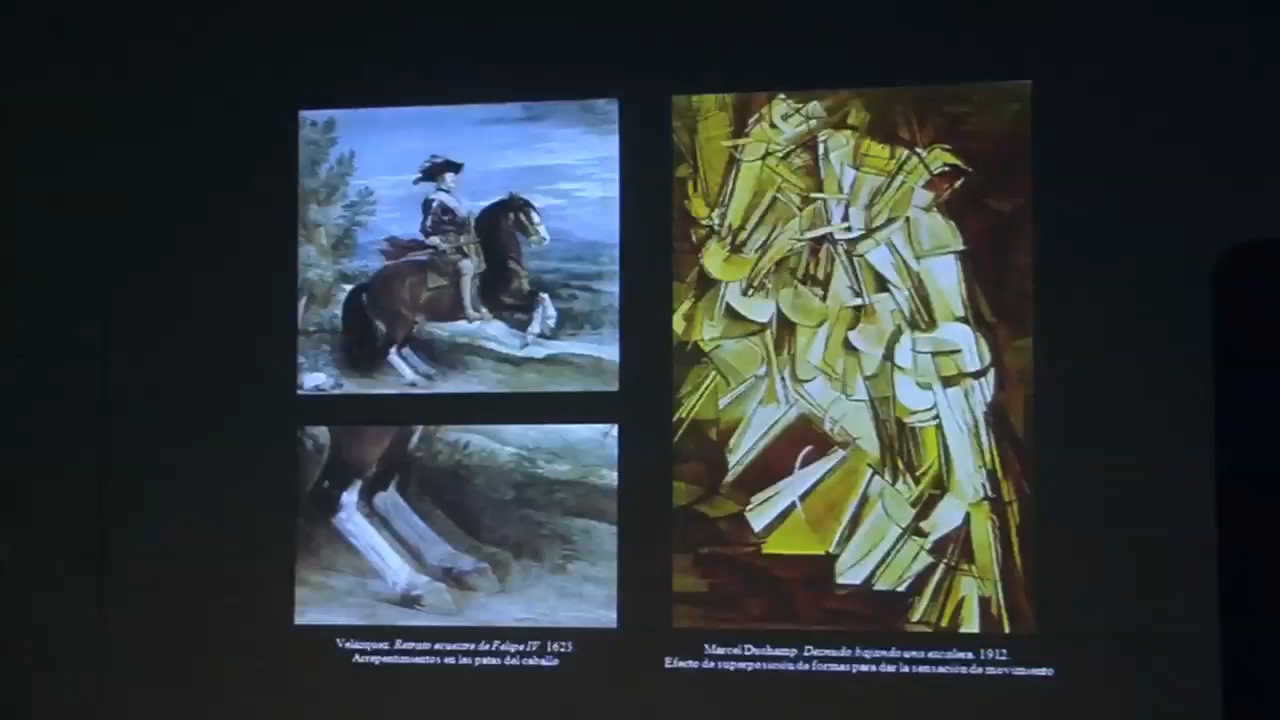 Velázquez. Retrato ecuestre de Felipe IV. 1623.
Arrepentimientos en las patas del caballo
Marcel Duchamp. Desnudo bajando una escalera. 1912.
Efecto de superposición de formas para dar la sensación de movimiento